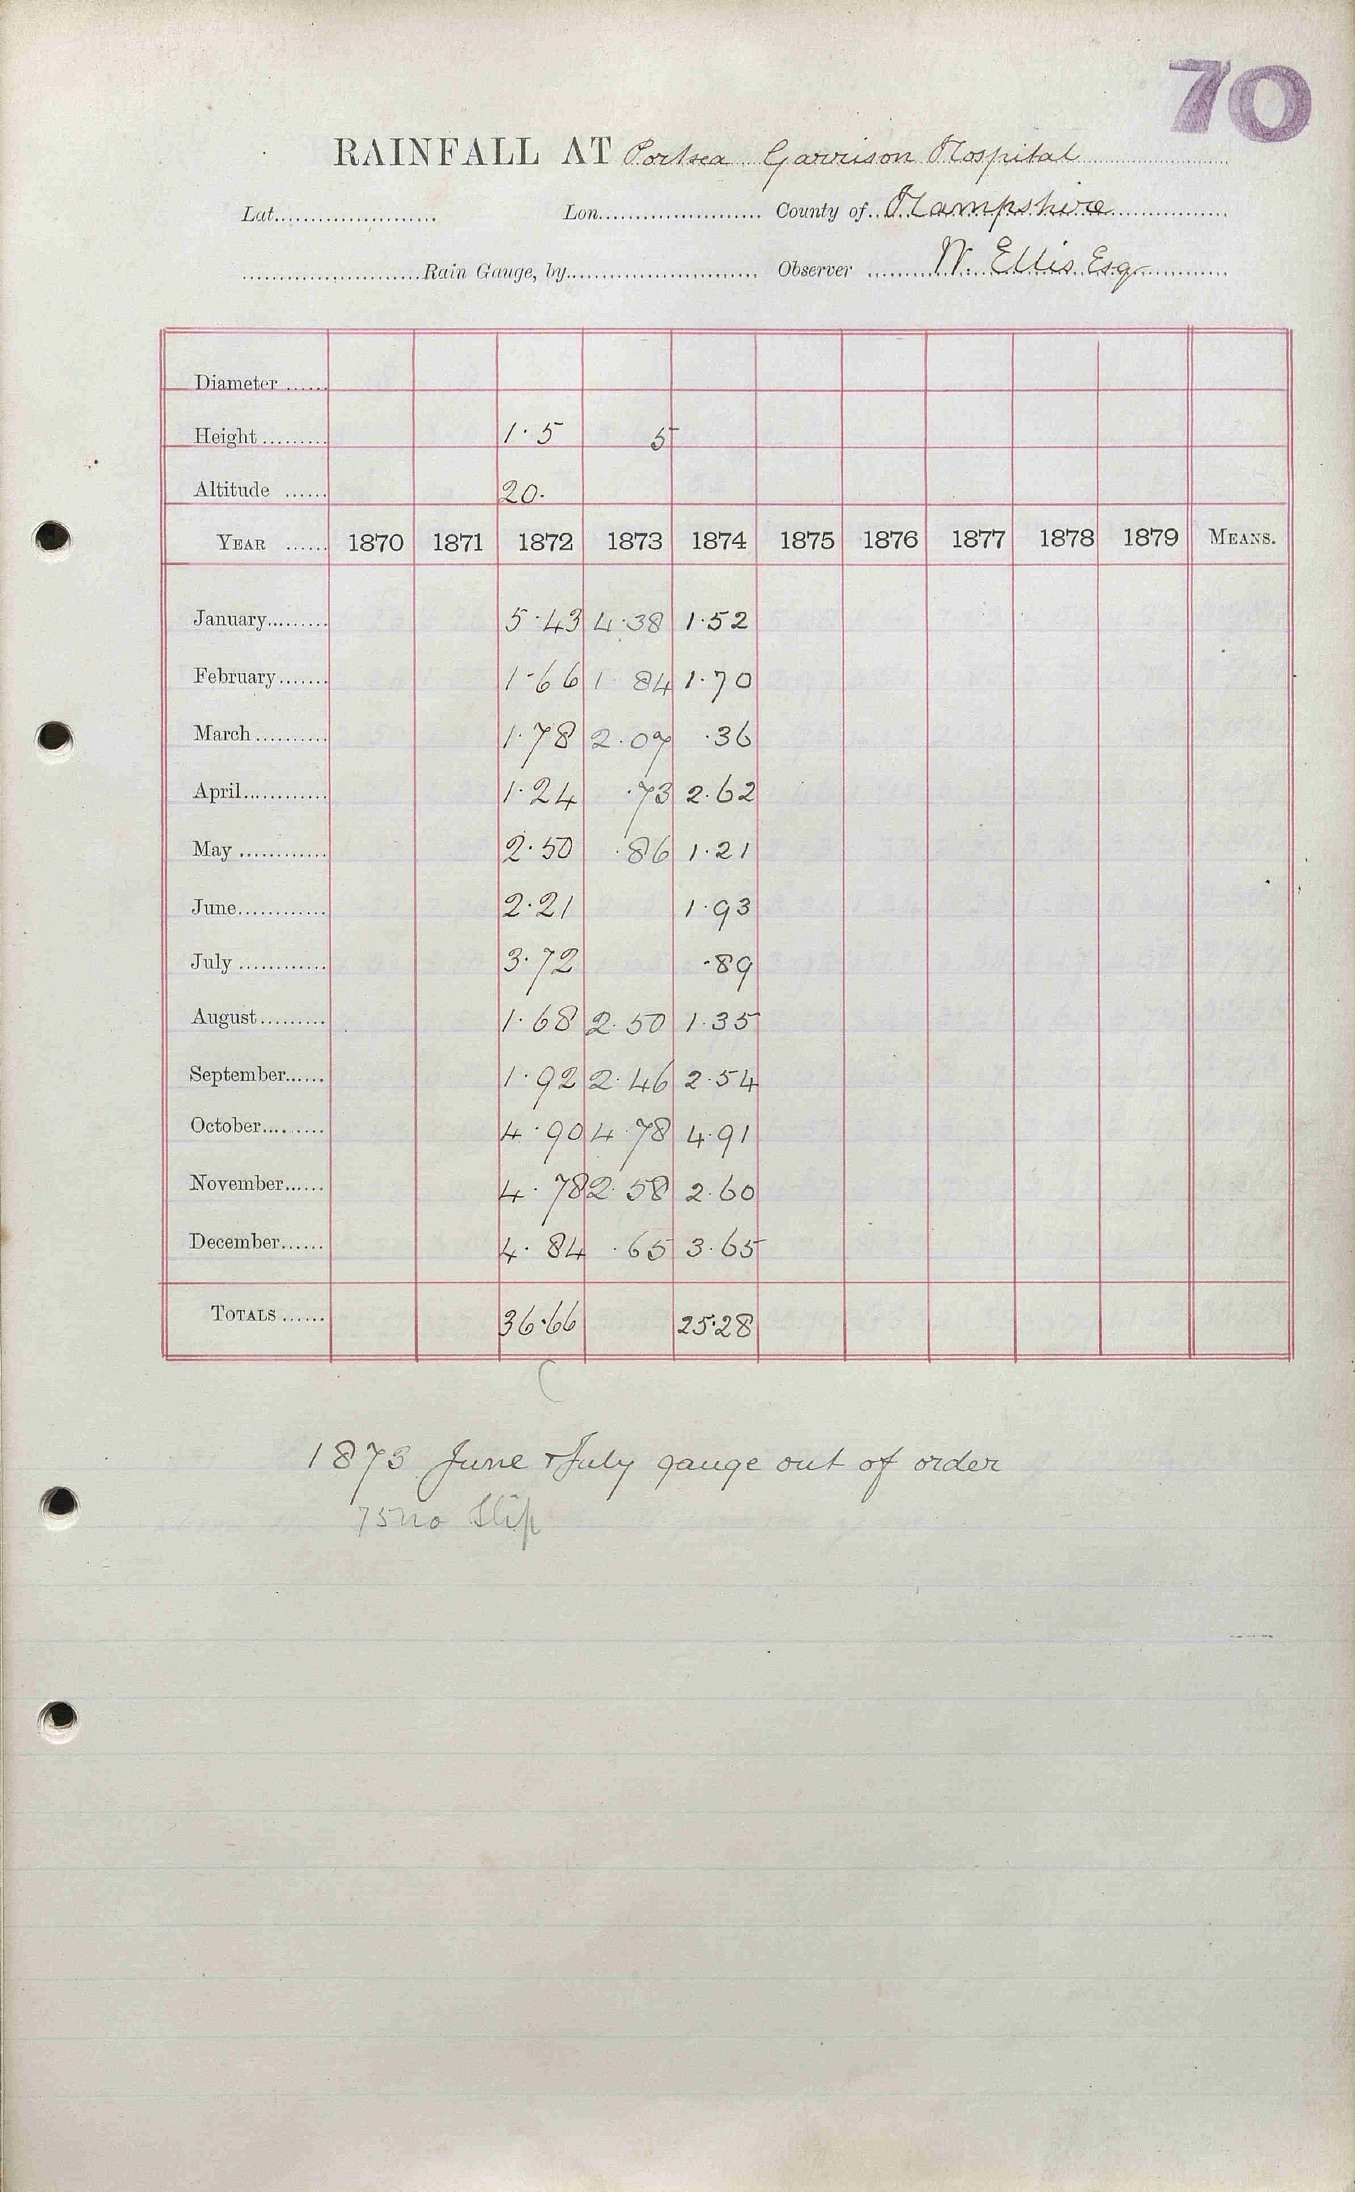 70
RAINFALL AT Portsea Garrison Hospital
Lat. Lon. County of Hampshire
Rain Gauge, by Observer W. Ellis Esq
Diameter
Height 1.5 5
Altitude 20.
YEAR 1870 1871 1872 1873 1874 1875 1876 1877 1878 1879 MEANS.
January 5.43 4.38 1.52
February 1.66 1.84 1.70
March 1.78 2.07 .36
April 1.24 .73 2.62
May 2.50 .86 1.21
June 2.21 1.93
July 3.72 .89
August 1.68 2.50 1.35
September 1.92 2.46 2.54
October 4.90 4.78 4.91
November 4.78 2.58 2.60
December 4.84 .65 3.65
TOTALS 36.66 25.28
1873 June & July gauge out of order
75 no Slip